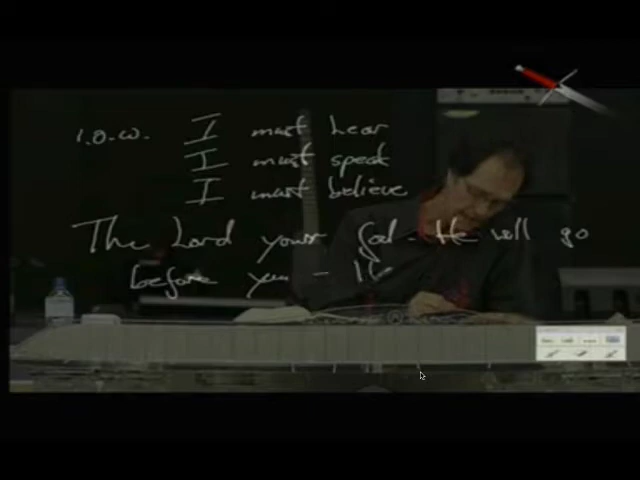 I.O.W. I must hear
I must speak
I must believe
The Lord your God - He will go
before you - H